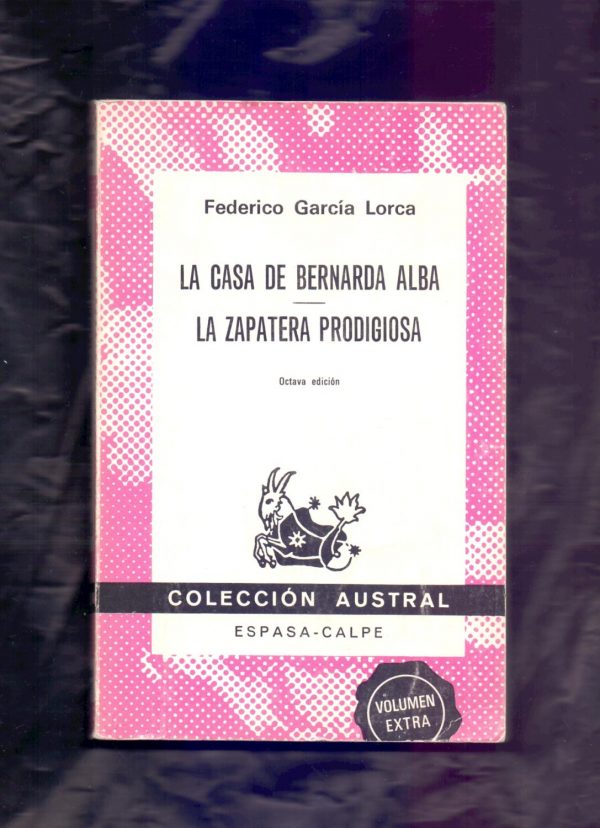 Federico García Lorca
LA CASA DE BERNARDA ALBA
LA ZAPATERA PRODIGIOSA
Octava edición
COLECCIÓN AUSTRAL
ESPASA-CALPE
VOLUMEN
EXTRA